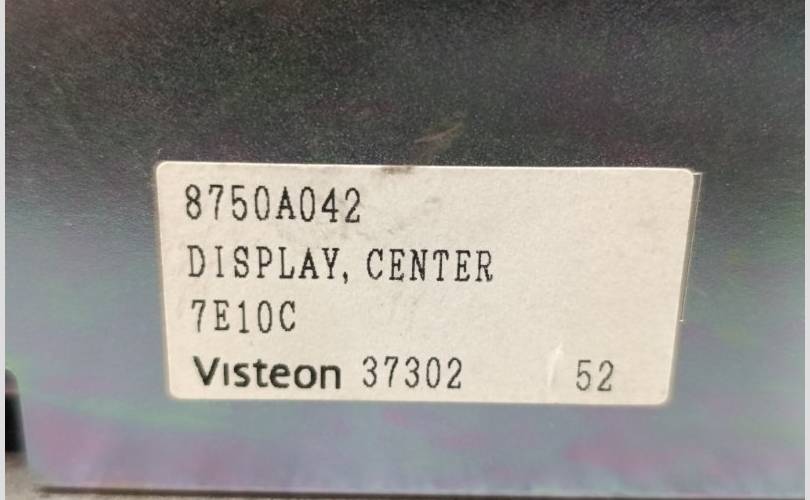 8750A042
DISPLAY, CENTER
7E10C
Visteon 37302 52